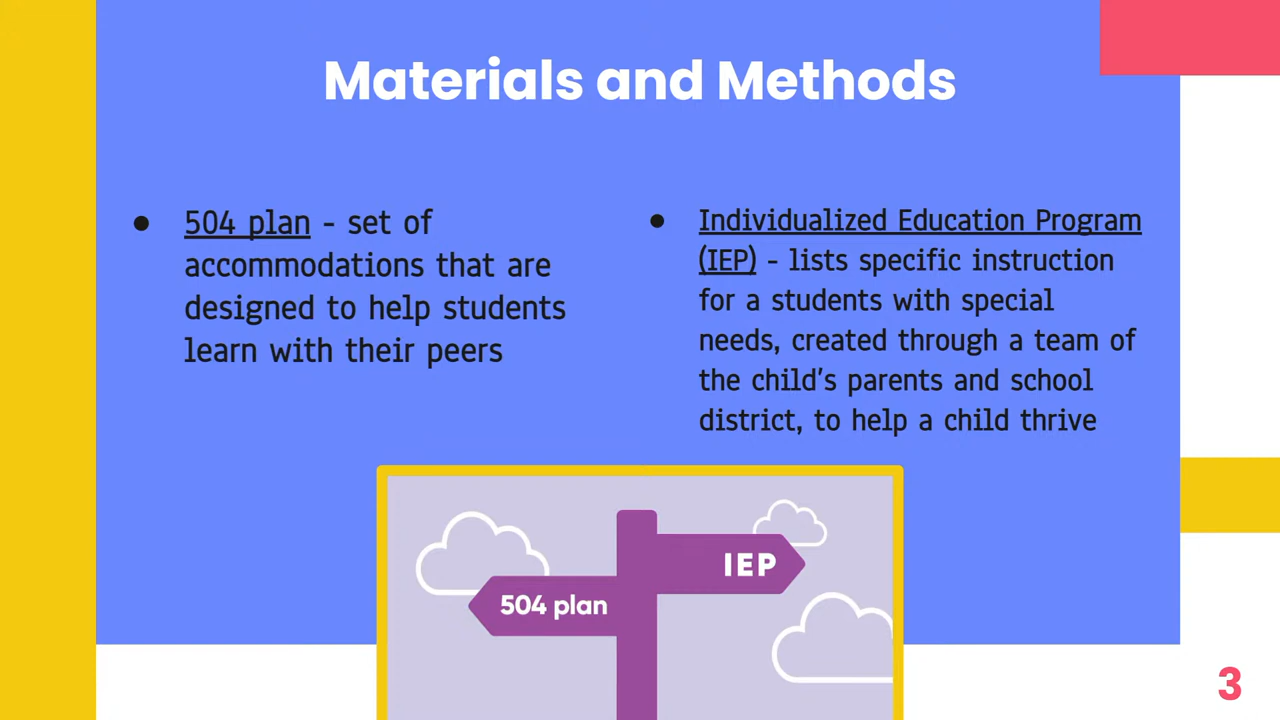 Materials and Methods
● 504 plan - set of
accommodations that are
designed to help students
learn with their peers
● Individualized Education Program
(IEP) - lists specific instruction
for a students with special
needs, created through a team of
the child's parents and school
district, to help a child thrive
IEP
504 plan
3